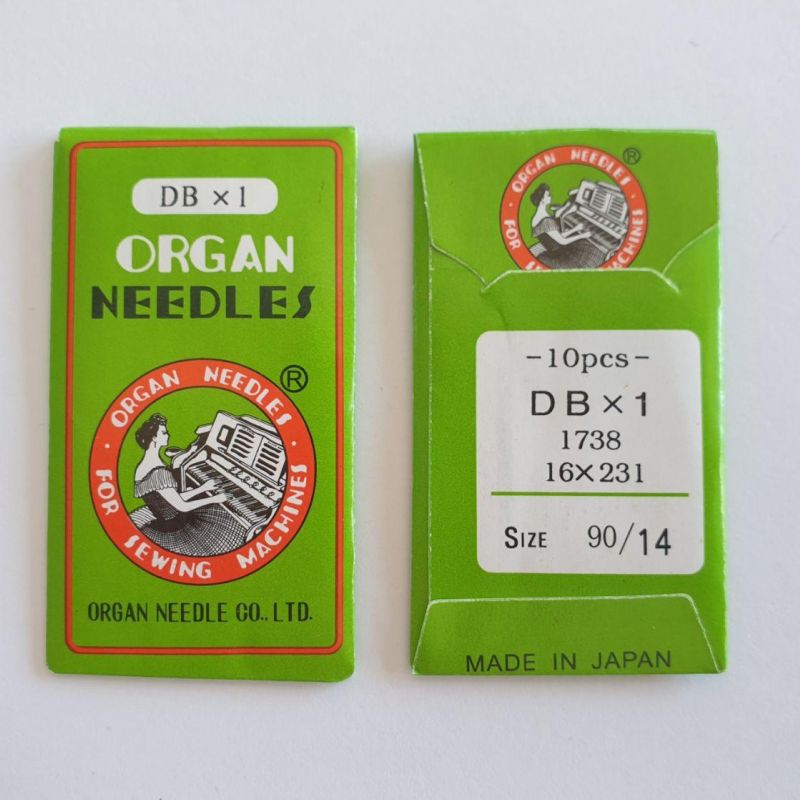 DB × 1
ORGAN
NEEDLES
ORGAN NEEDLES ®
· FOR SEWING MACHINES ·
ORGAN NEEDLE CO., LTD.
ORGAN NEEDLES ®
FOR
MACHINES
-10pcs-
DB×1
1738
16×231
SIZE 90/14
MADE IN JAPAN